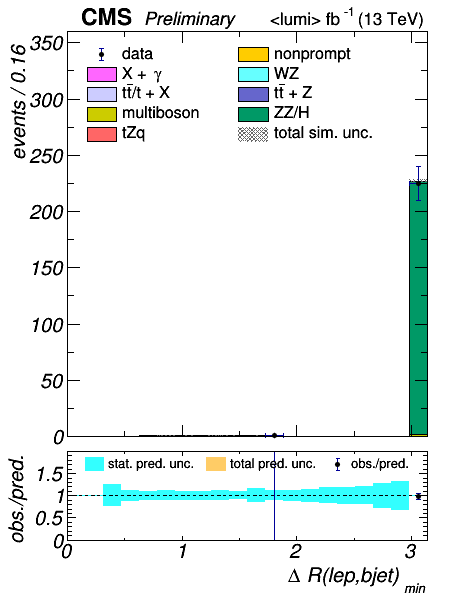 CMS Preliminary <lumi> fb⁻¹ (13 TeV)
events / 0.16
350
300
250
200
150
100
50
0
data
nonprompt
X + γ
WZ
tt̄/t + X
tt̄ + Z
multiboson
ZZ/H
tZq
total sim. unc.
obs./pred.
1.5
1
0.5
0
stat. pred. unc. total pred. unc. obs./pred.
0 1 2 3
Δ R(lep,bjet)min